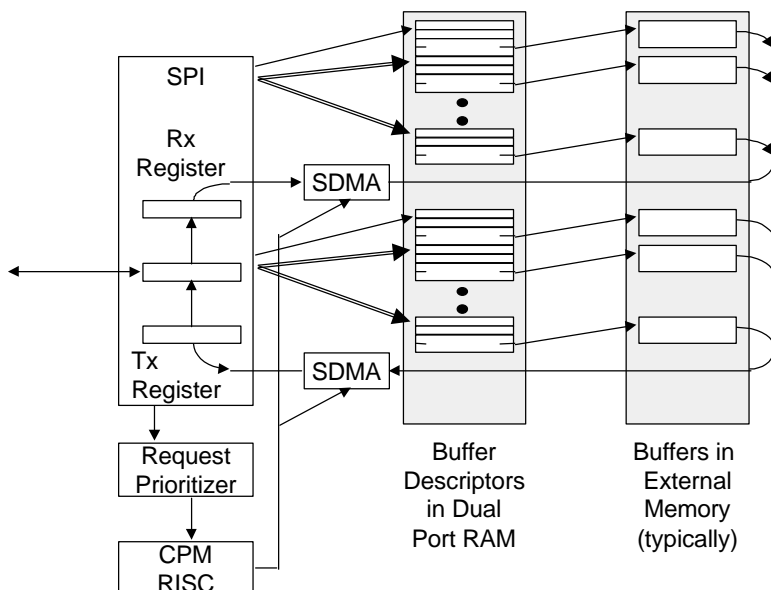 SPI
Rx
Register
SDMA
Tx
Register
SDMA
Request
Prioritizer
CPM
RISC
Buffer
Descriptors
in Dual
Port RAM
Buffers in
External
Memory
(typically)